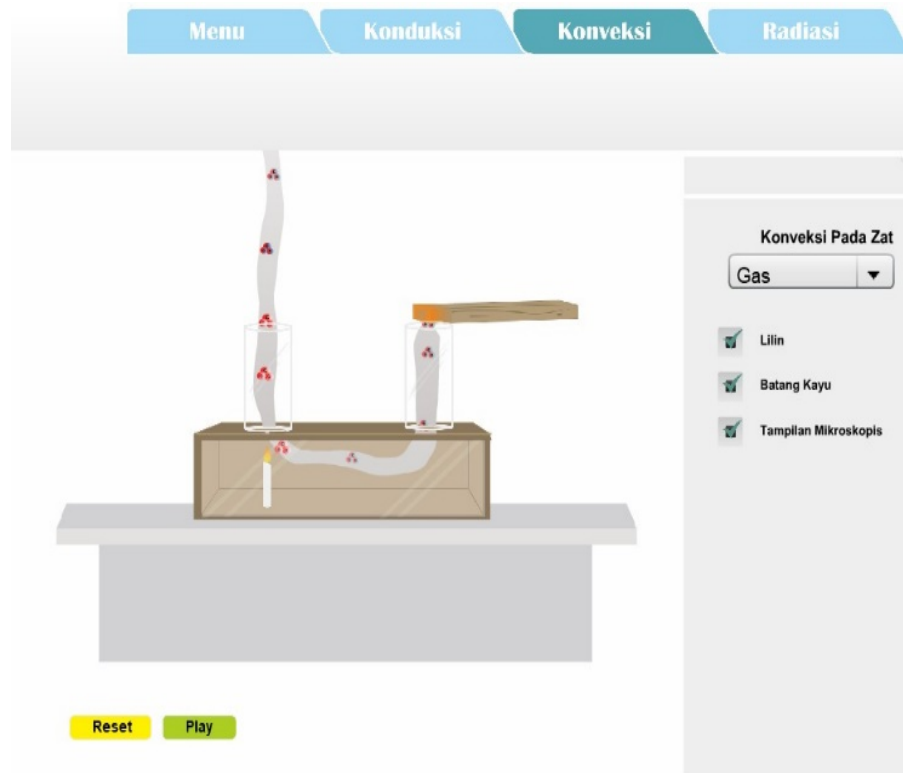 Menu
Konduksi
Konveksi
Radiasi
Konveksi Pada Zat
Gas
Lilin
Batang Kayu
Tampilan Mikroskopis
Reset
Play